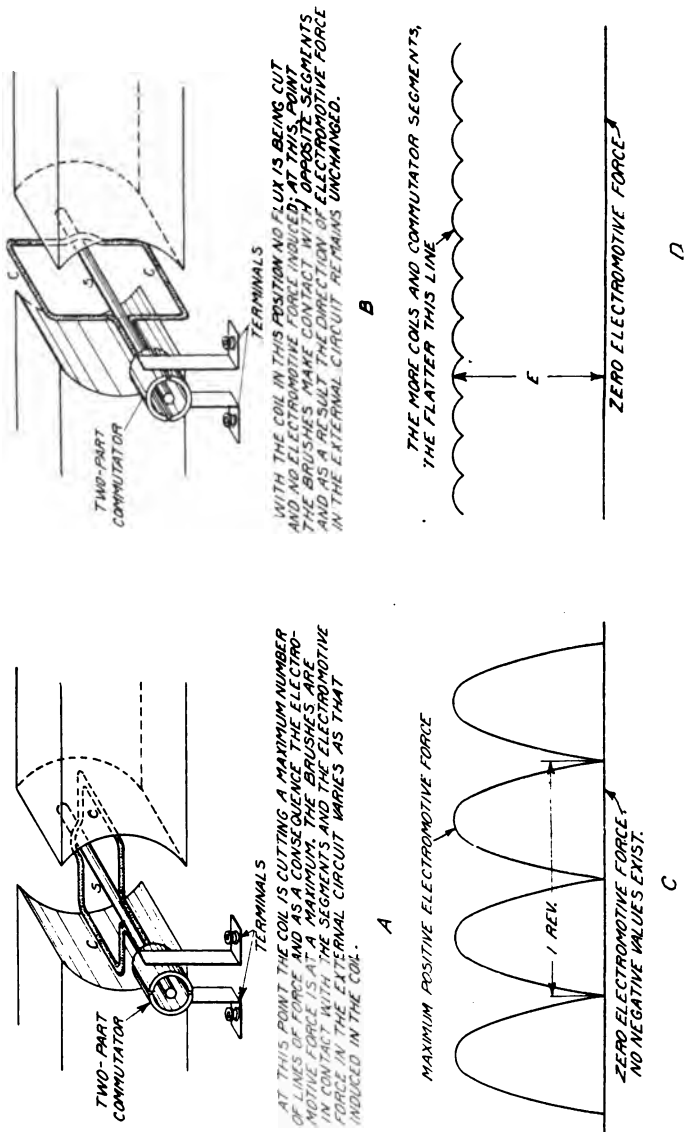 TWO-PART
COMMUTATOR
C
S
C
TERMINALS
AT THIS POINT THE COIL IS CUTTING A MAXIMUM NUMBER
OF LINES OF FORCE AND AS A CONSEQUENCE THE ELECTRO-
MOTIVE FORCE IS AT A MAXIMUM. THE BRUSHES ARE
IN CONTACT WITH THE SEGMENTS AND THE ELECTROMOTIVE
FORCE IN THE EXTERNAL CIRCUIT VARIES AS THAT
INDUCED IN THE COIL.
A
TWO-PART
COMMUTATOR
C
S
C
TERMINALS
WITH THE COIL IN THIS POSITION NO FLUX IS BEING CUT
AND NO ELECTROMOTIVE FORCE INDUCED; AT THIS POINT
THE BRUSHES MAKE CONTACT WITH OPPOSITE SEGMENTS
AND AS A RESULT THE DIRECTION OF ELECTROMOTIVE FORCE
IN THE EXTERNAL CIRCUIT REMAINS UNCHANGED.
B
MAXIMUM POSITIVE ELECTROMOTIVE FORCE
1 REV.
ZERO ELECTROMOTIVE FORCE.
NO NEGATIVE VALUES EXIST.
C
THE MORE COILS AND COMMUTATOR SEGMENTS,
THE FLATTER THIS LINE
E
ZERO ELECTROMOTIVE FORCE
D